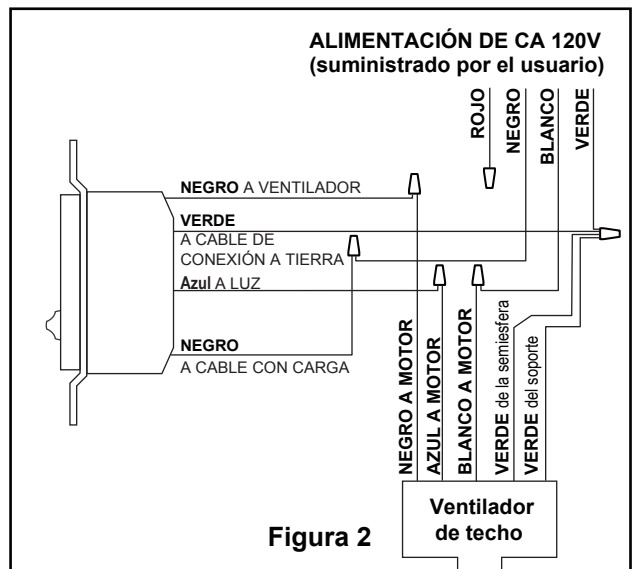 ALIMENTACIÓN DE CA 120V
(suministrado por el usuario)
ROJO
NEGRO
BLANCO
VERDE
NEGRO A VENTILADOR
VERDE
A CABLE DE
CONEXIÓN A TIERRA
Azul A LUZ
NEGRO
A CABLE CON CARGA
NEGRO A MOTOR
AZUL A MOTOR
BLANCO A MOTOR
VERDE de la semiesfera
VERDE del soporte
Ventilador
de techo
Figura 2